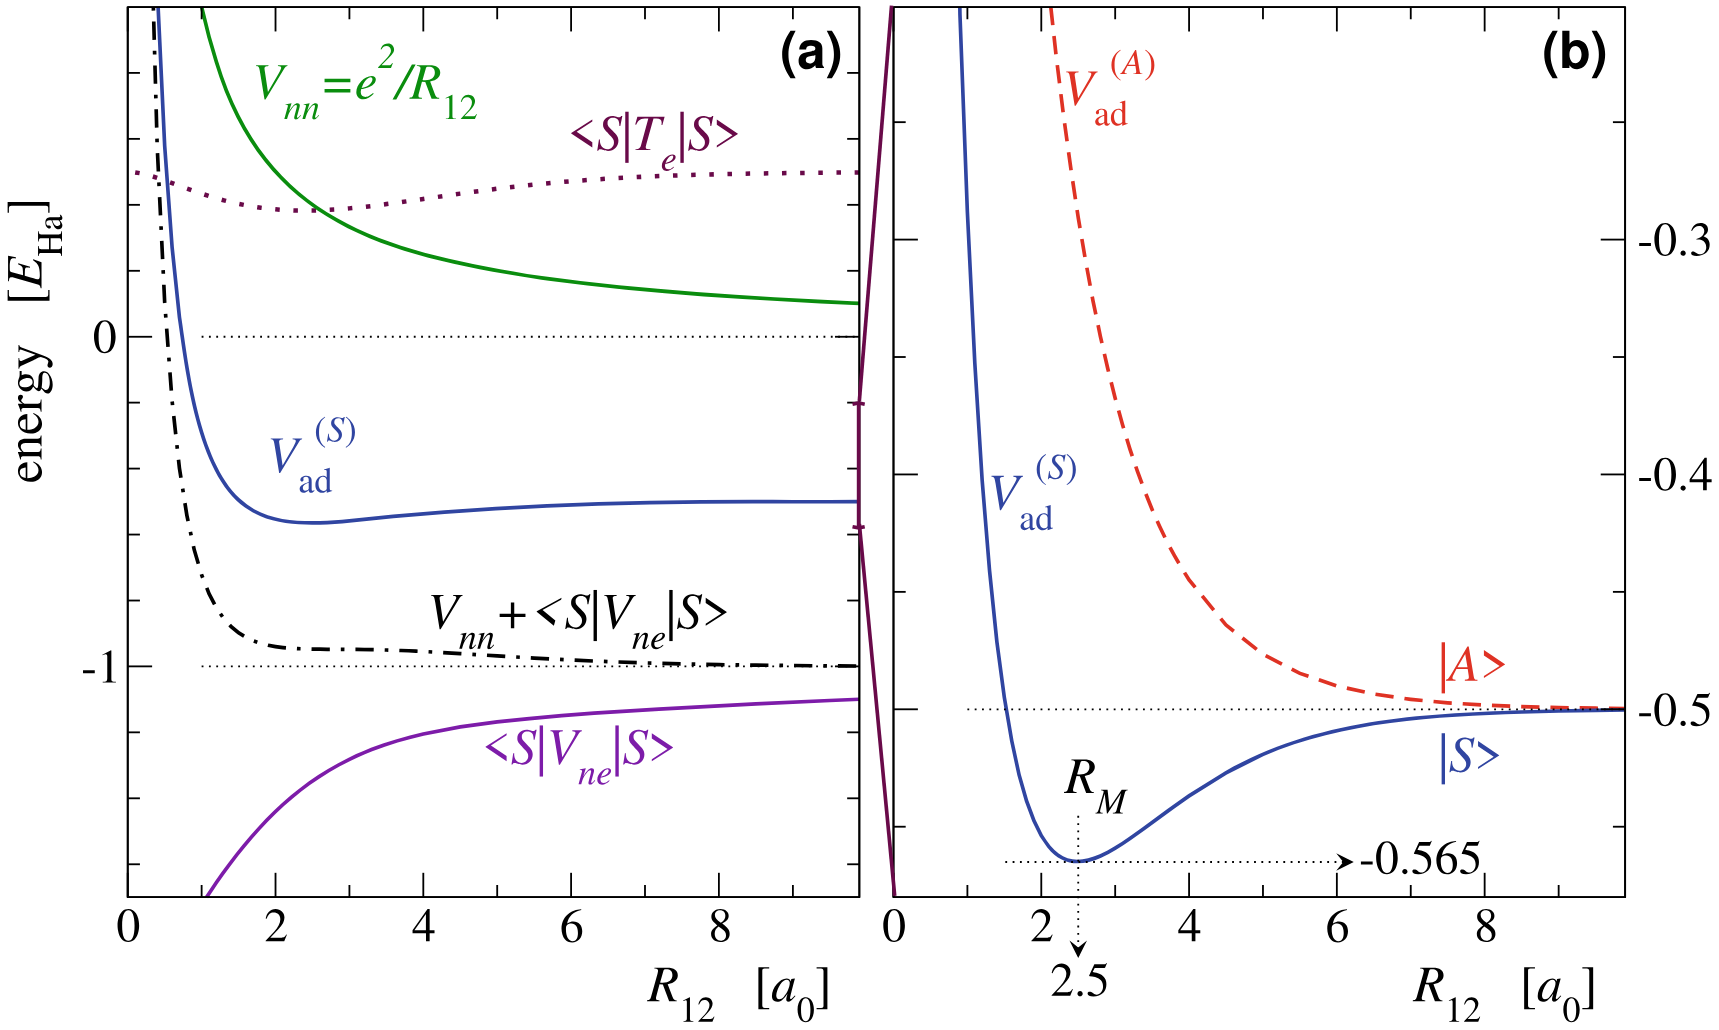 (a)
V_nn = e^2/R_12
<S|T_e|S>
energy [E_Ha]
0
V_ad^(S)
V_nn + <S|V_ne|S>
-1
<S|V_ne|S>
0 2 4 6 8
R_12 [a_0]
(b)
V_ad^(A)
-0.3
V_ad^(S)
-0.4
|A>
-0.5
|S>
R_M
-0.565
0 2 4 6 8
2.5
R_12 [a_0]